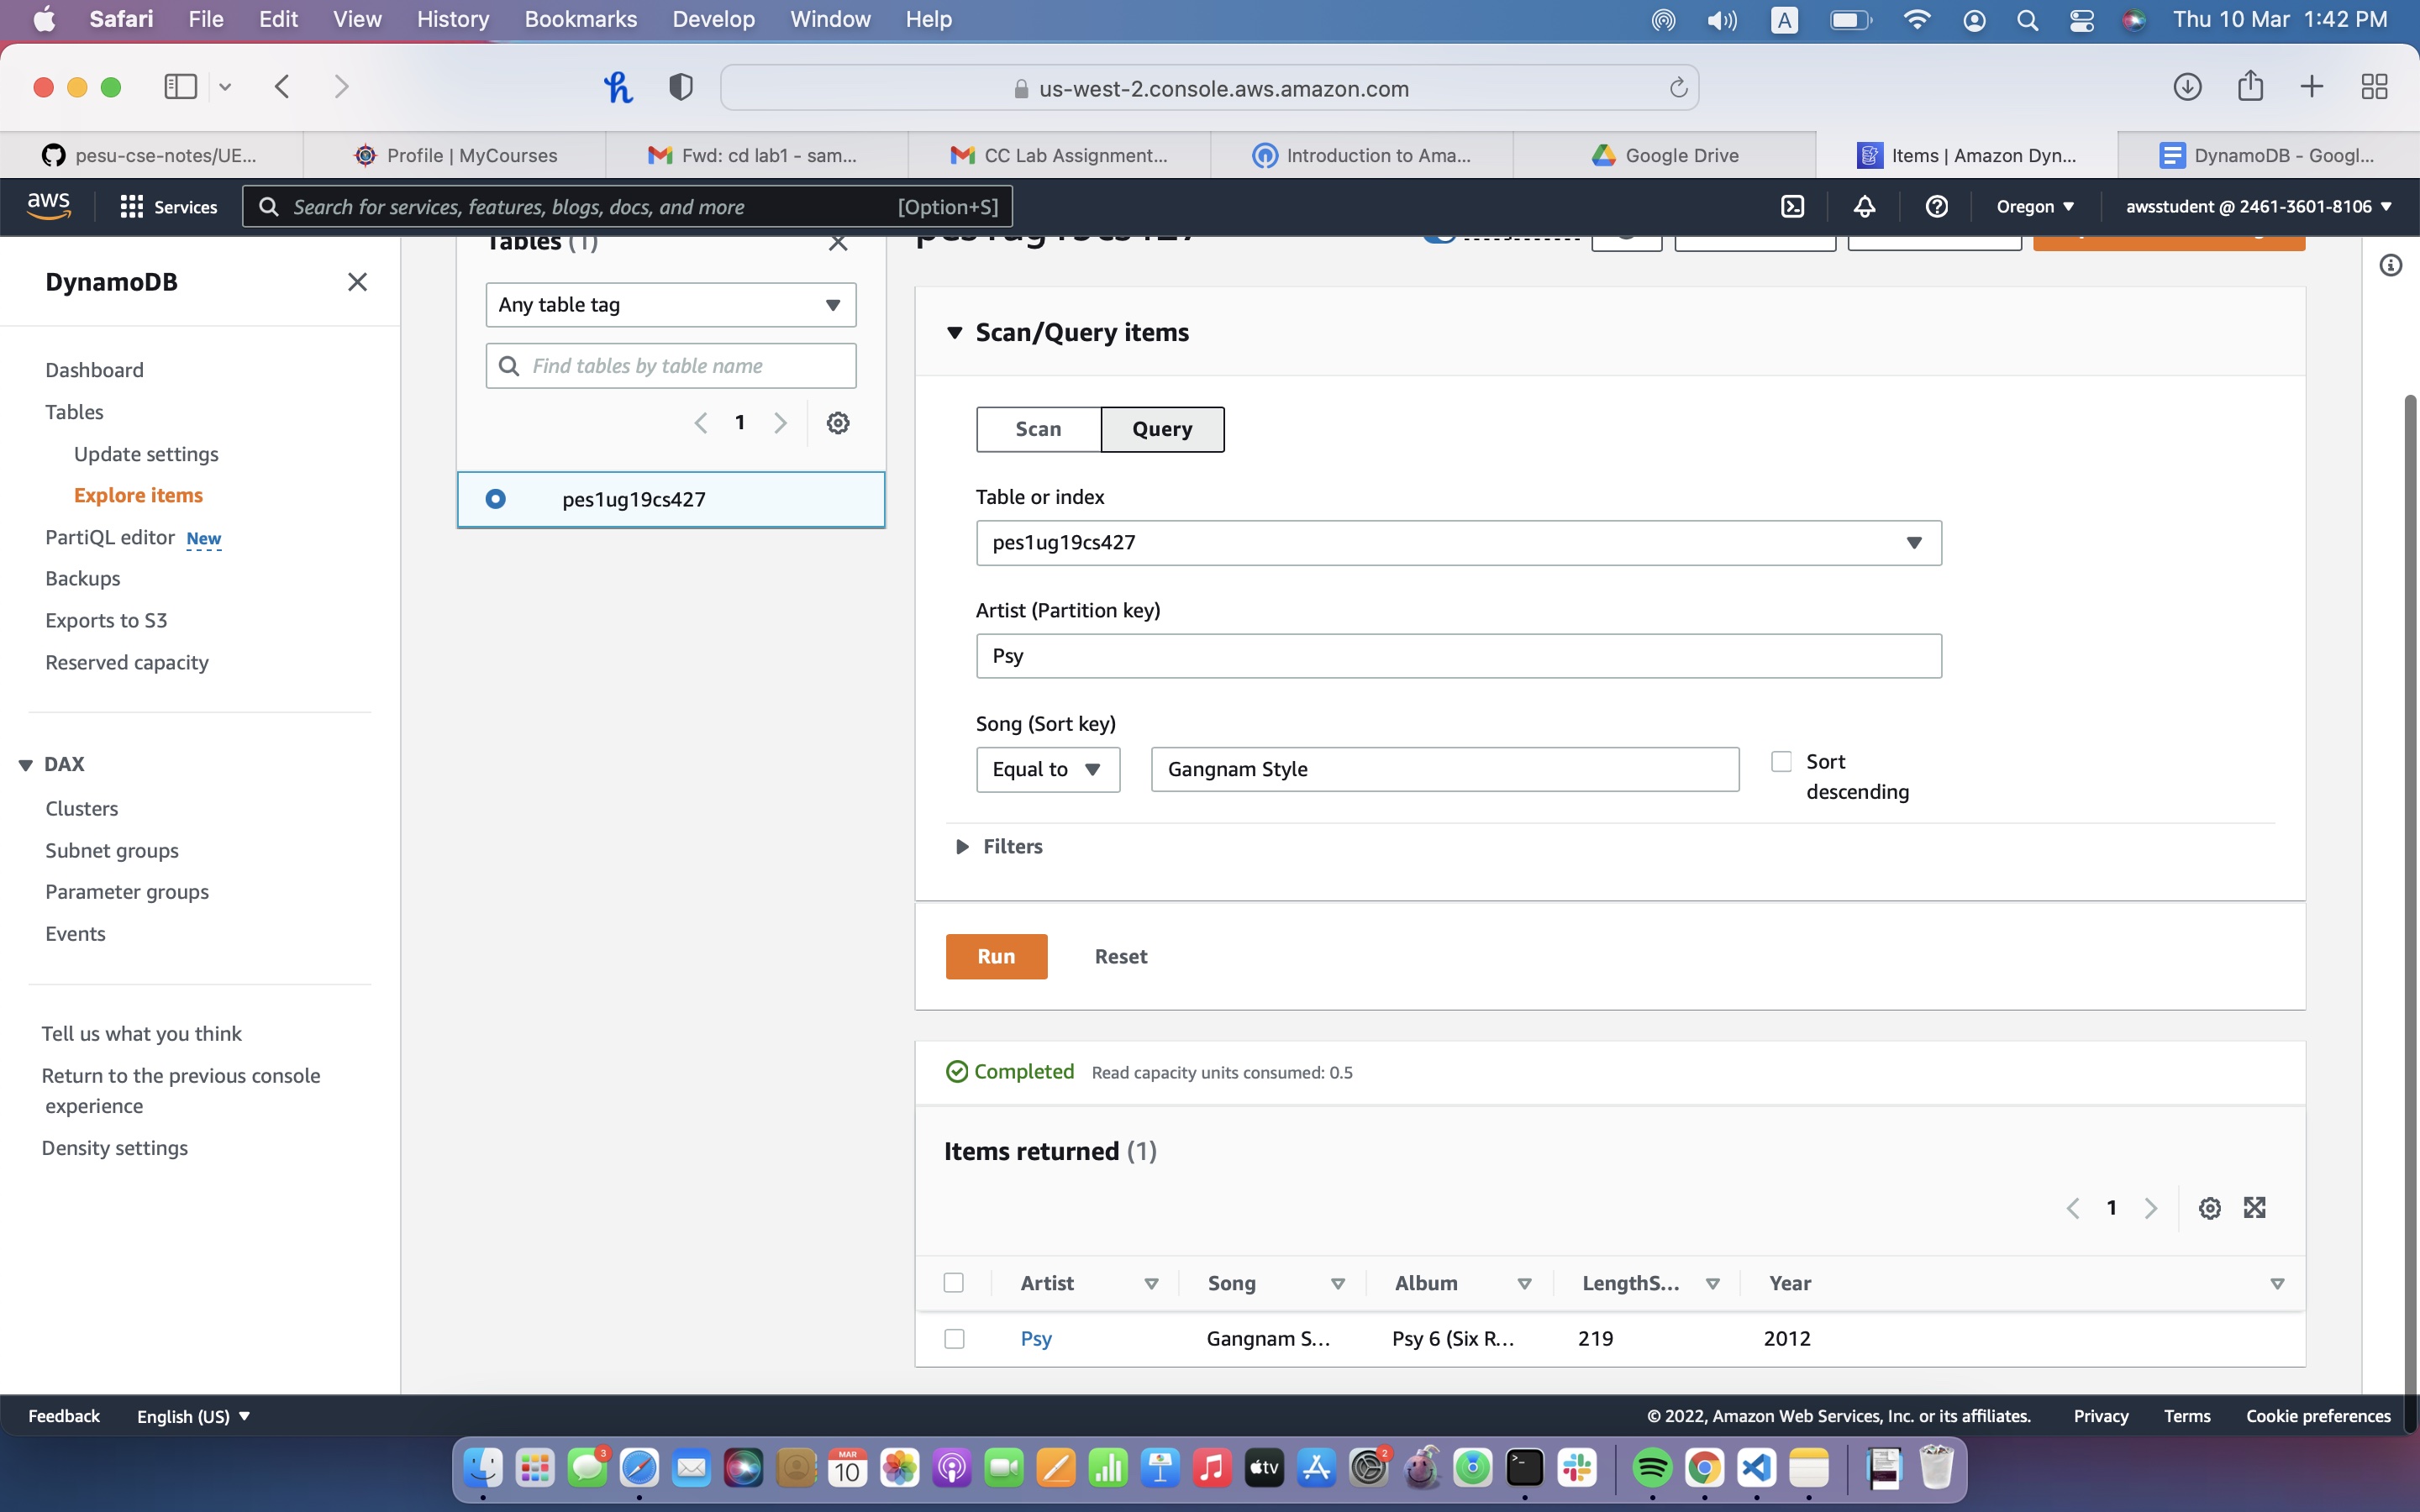 Safari File Edit View History Bookmarks Develop Window Help
A
Thu 10 Mar 1:42 PM
us-west-2.console.aws.amazon.com
pesu-cse-notes/UE...
Profile | MyCourses
Fwd: cd lab1 - sam...
CC Lab Assignment...
Introduction to Ama...
Google Drive
Items | Amazon Dyn...
DynamoDB - Googl...
aws
Services
Search for services, features, blogs, docs, and more [Option+S]
Oregon ▼
awsstudent @ 2461-3601-8106 ▼
DynamoDB
Dashboard
Tables
Update settings
Explore items
PartiQL editor New
Backups
Exports to S3
Reserved capacity
DAX
Clusters
Subnet groups
Parameter groups
Events
Tell us what you think
Return to the previous console
experience
Density settings
Tables (1)
Any table tag
Find tables by table name
1
pes1ug19cs427
pes1ug19cs427
Scan/Query items
Scan Query
Table or index
pes1ug19cs427
Artist (Partition key)
Psy
Song (Sort key)
Equal to
Gangnam Style
Sort
descending
Filters
Run Reset
Completed Read capacity units consumed: 0.5
Items returned (1)
1
Artist Song Album LengthS... Year
Psy Gangnam S... Psy 6 (Six R... 219 2012
Feedback English (US) ▼
© 2022, Amazon Web Services, Inc. or its affiliates. Privacy Terms Cookie preferences
3
MAR
10
tv
2